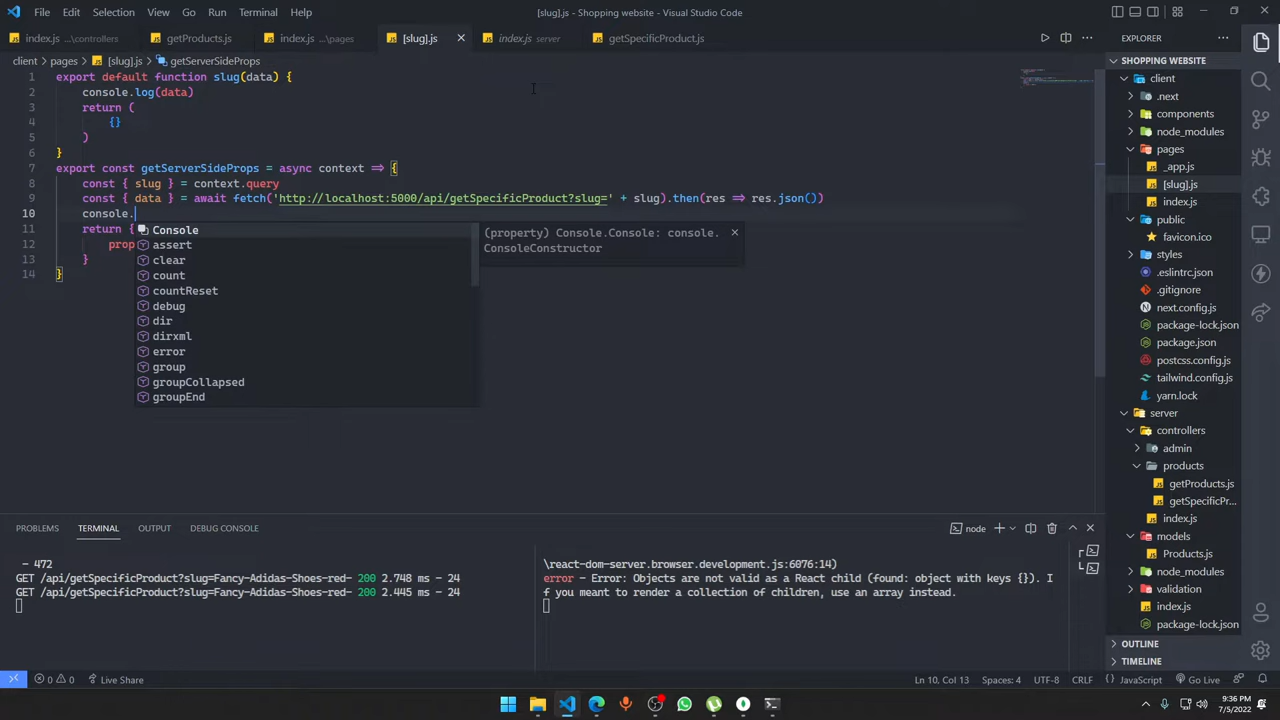 File Edit Selection View Go Run Terminal Help
[slug].js - Shopping website - Visual Studio Code
index.js ...\controllers
getProducts.js
index.js ...\pages
[slug].js
index.js server
getSpecificProduct.js
client > pages > [slug].js > getServerSideProps
1 export default function slug(data) {
2 console.log(data)
3 return (
4 {}
5 )
6 }
7 export const getServerSideProps = async context => {
8 const { slug } = context.query
9 const { data } = await fetch('http://localhost:5000/api/getSpecificProduct?slug=' + slug).then(res => res.json())
10 console.
11 return {
12 prop
13 }
14 }
Console
assert
clear
count
countReset
debug
dir
dirxml
error
group
groupCollapsed
groupEnd
(property) Console.Console: console.
ConsoleConstructor
PROBLEMS TERMINAL OUTPUT DEBUG CONSOLE
node
- 472
GET /api/getSpecificProduct?slug=Fancy-Adidas-Shoes-red- 200 2.748 ms - 24
GET /api/getSpecificProduct?slug=Fancy-Adidas-Shoes-red- 200 2.445 ms - 24
\react-dom-server.browser.development.js:6076:14)
error - Error: Objects are not valid as a React child (found: object with keys {}). I
f you meant to render a collection of children, use an array instead.
EXPLORER
SHOPPING WEBSITE
client
.next
components
node_modules
pages
_app.js
[slug].js
index.js
public
favicon.ico
styles
.eslintrc.json
.gitignore
next.config.js
package-lock.json
package.json
postcss.config.js
tailwind.config.js
yarn.lock
server
controllers
admin
products
getProducts.js
getSpecificPr...
index.js
models
Products.js
node_modules
validation
index.js
package-lock.json
OUTLINE
TIMELINE
0 0 Live Share
Ln 10, Col 13 Spaces: 4 UTF-8 CRLF JavaScript Go Live
9:36 PM
7/5/2022